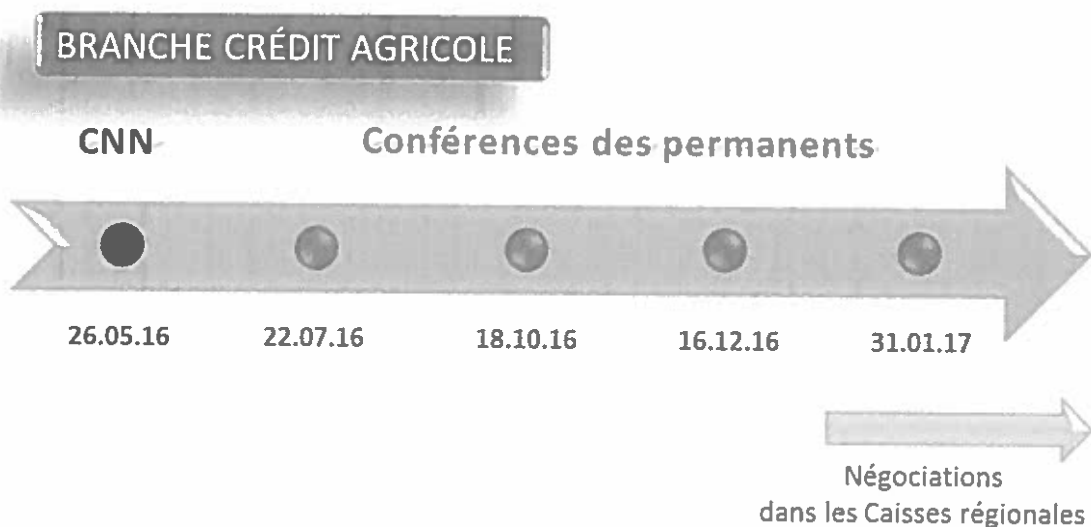 BRANCHE CRÉDIT AGRICOLE
CNN Conférences des permanents
26.05.16 22.07.16 18.10.16 16.12.16 31.01.17
Négociations
dans les Caisses régionales